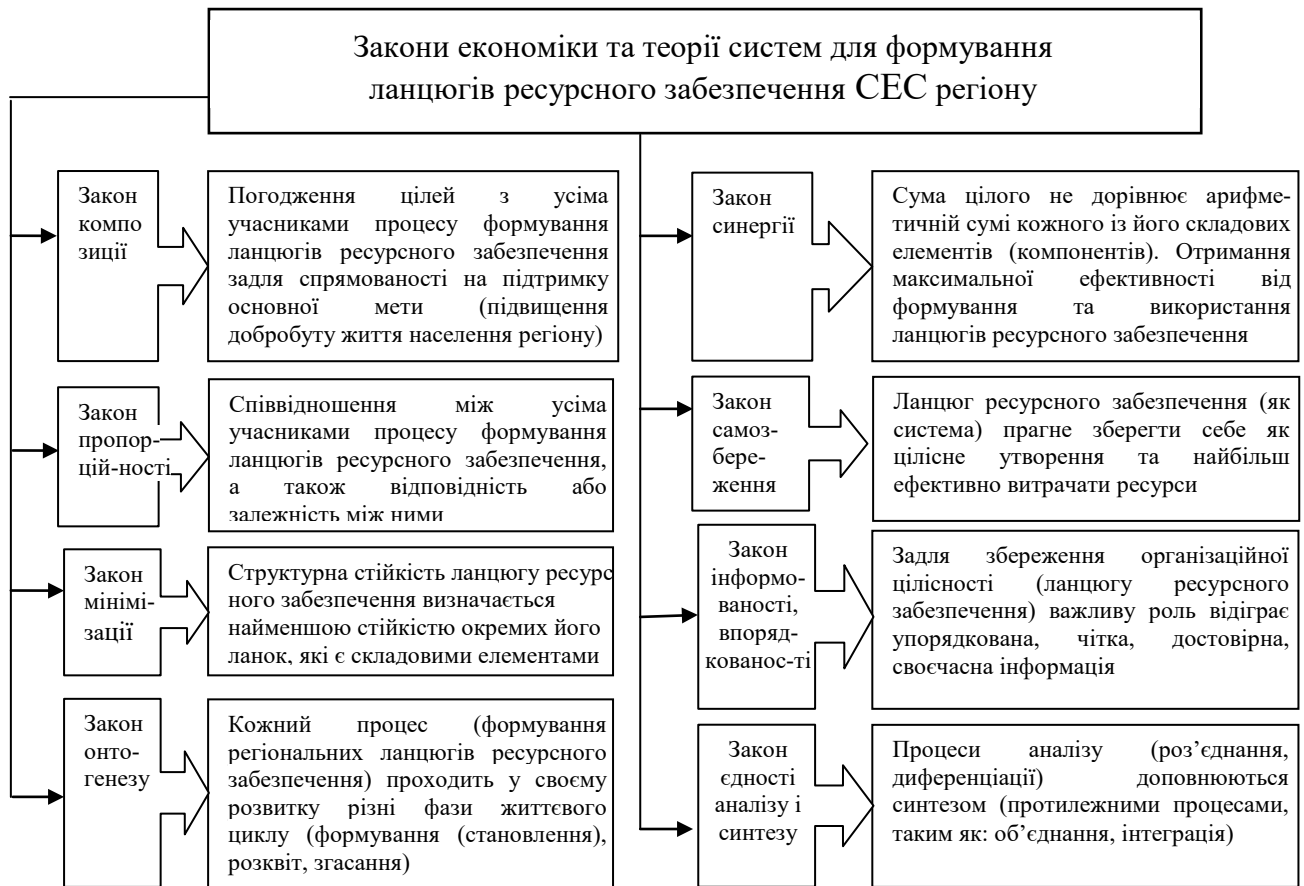 Закони економіки та теорії систем для формування
ланцюгів ресурсного забезпечення СЕС регіону
Закон
компо
зиції
Погодження цілей з усіма
учасниками процесу формування
ланцюгів ресурсного забезпечення
задля спрямованості на підтримку
основної мети (підвищення
добробуту життя населення регіону)
Закон
пропор-
цій-ності
Співвідношення між усіма
учасниками процесу формування
ланцюгів ресурсного забезпечення,
а також відповідність або
залежність між ними
Закон
мінімі-
зації
Структурна стійкість ланцюгу ресурс
ного забезпечення визначається
найменшою стійкістю окремих його
ланок, які є складовими елементами
Закон
онто-
генезу
Кожний процес (формування
регіональних ланцюгів ресурсного
забезпечення) проходить у своєму
розвитку різні фази життєвого
циклу (формування (становлення),
розквіт, згасання)
Закон
синергії
Сума цілого не дорівнює арифме-
тичній сумі кожного із його складових
елементів (компонентів). Отримання
максимальної ефективності від
формування та використання
ланцюгів ресурсного забезпечення
Закон
самоз-
бере-
ження
Ланцюг ресурсного забезпечення (як
система) прагне зберегти себе як
цілісне утворення та найбільш
ефективно витрачати ресурси
Закон
інформо-
ваності,
впоряд-
кованос-ті
Задля збереження організаційної
цілісності (ланцюгу ресурсного
забезпечення) важливу роль відіграє
упорядкована, чітка, достовірна,
своєчасна інформація
Закон
єдності
аналізу і
синтезу
Процеси аналізу (роз’єднання,
диференціації) доповнюються
синтезом (протилежними процесами,
таким як: об’єднання, інтеграція)